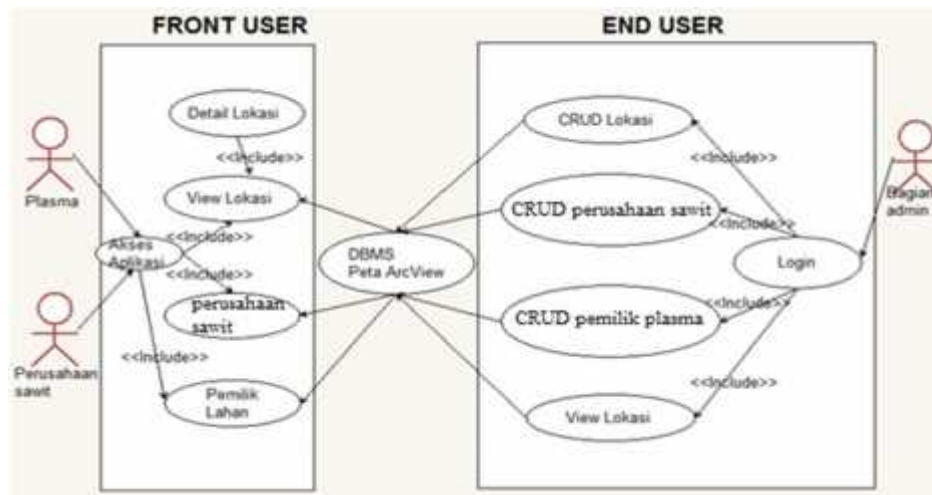 FRONT USER
END USER
Detail Lokasi
<<Include>>
View Lokasi
Plasma
Akses
Aplikasi
<<Include>>
<<Include>>
perusahaan
sawit
Perusahaan
sawit
<<Include>>
Pemilik
Lahan
DBMS
Peta ArcView
CRUD Lokasi
<<Include>>
CRUD perusahaan sawit
<<Include>>
Bagian
admin
Login
CRUD pemilik plasma
<<Include>>
<<Include>>
View Lokasi